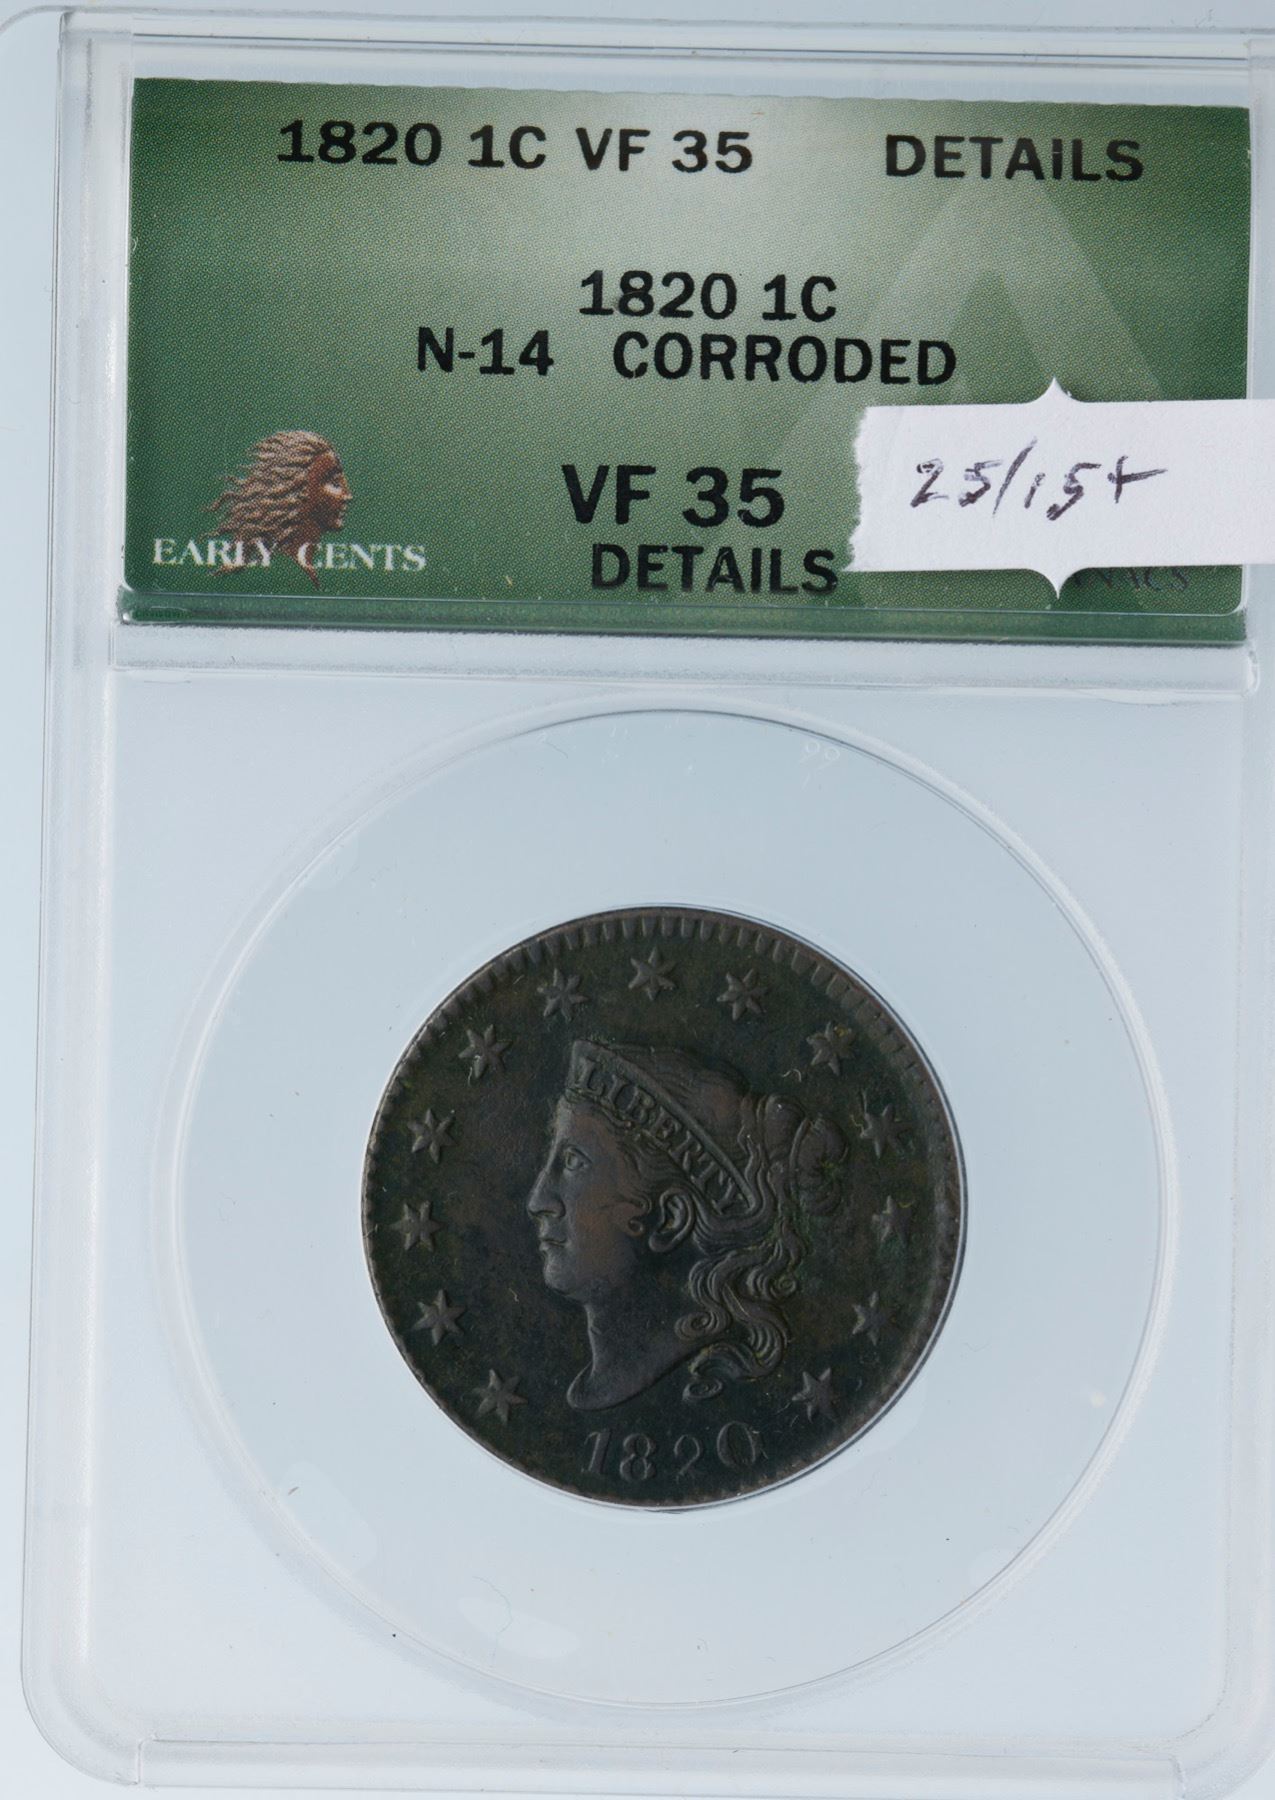 1820 1C VF 35 DETAILS
1820 1C
N-14 CORRODED
VF 35
DETAILS
25/15+
EARLY CENTS
LIBERTY
1820